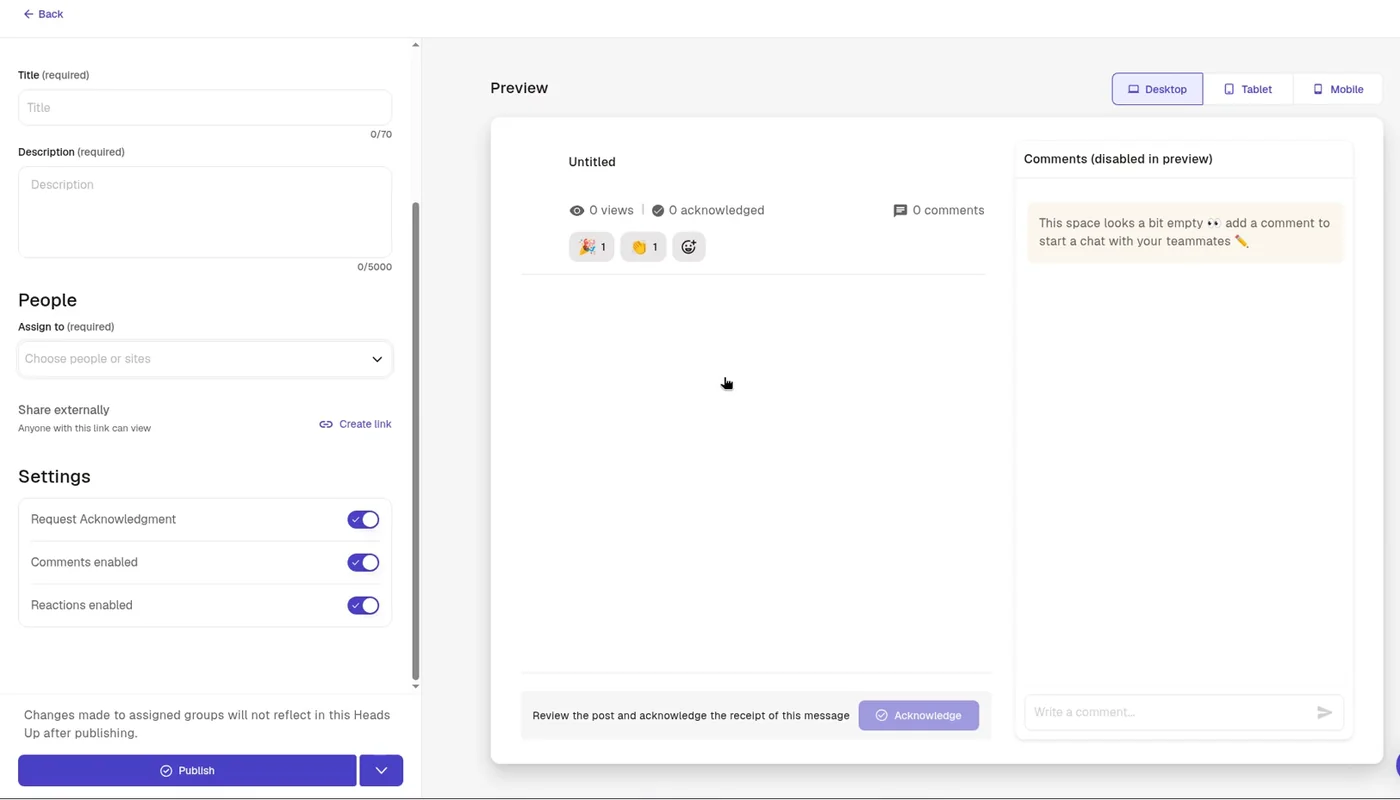 Back
Title (required)
Title
0/70
Description (required)
Description
0/5000
People
Assign to (required)
Choose people or sites
Share externally
Anyone with this link can view
Create link
Settings
Request Acknowledgment
Comments enabled
Reactions enabled
Changes made to assigned groups will not reflect in this Heads
Up after publishing.
Publish
Preview
Desktop
Tablet
Mobile
Untitled
0 views
0 acknowledged
0 comments
🎉 1
👏 1
Review the post and acknowledge the receipt of this message
Acknowledge
Comments (disabled in preview)
This space looks a bit empty 👀 add a comment to
start a chat with your teammates ✏️
Write a comment...